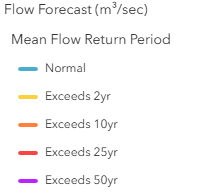 Flow Forecast (m³/sec)
Mean Flow Return Period
Normal
Exceeds 2yr
Exceeds 10yr
Exceeds 25yr
Exceeds 50yr